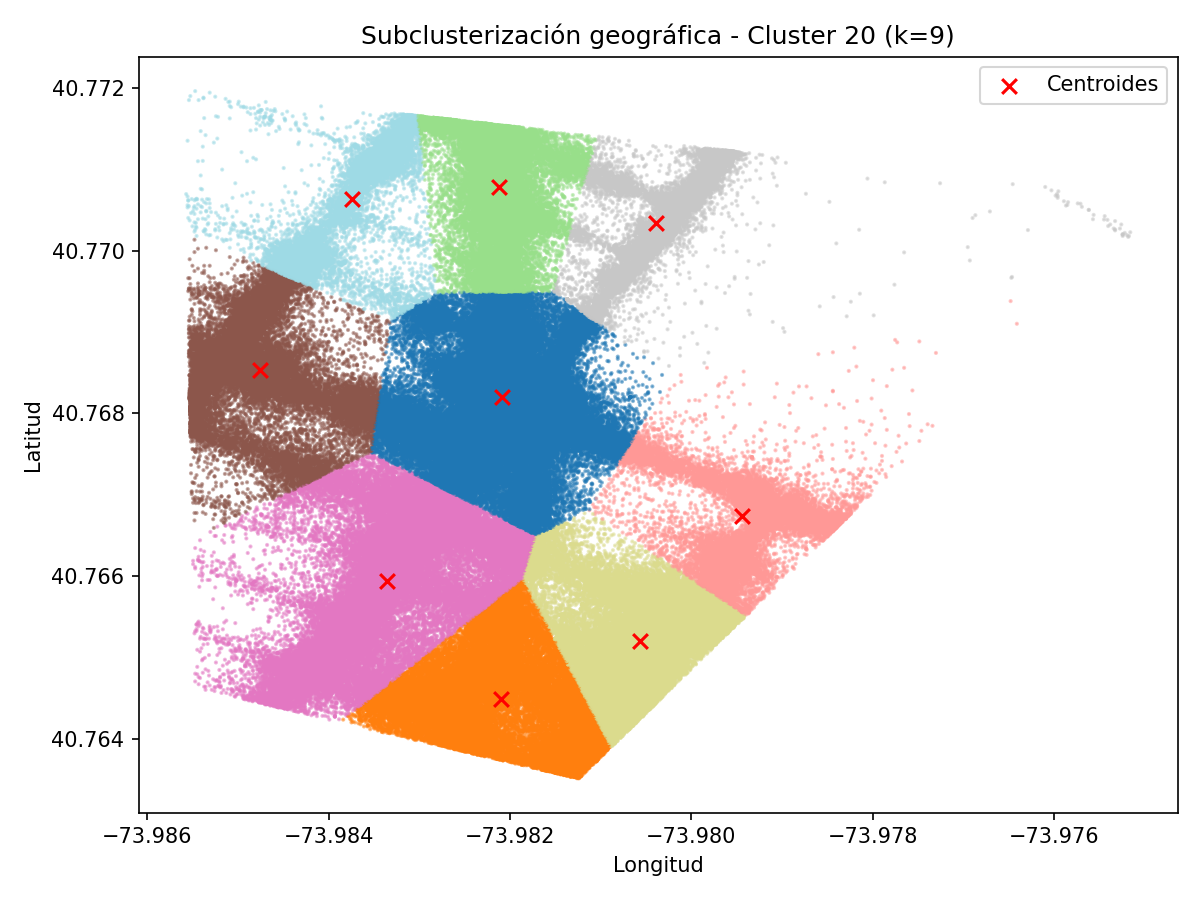 Subclusterización geográfica - Cluster 20 (k=9)
Centroides
40.772
40.770
40.768
40.766
40.764
Latitud
−73.986 −73.984 −73.982 −73.980 −73.978 −73.976
Longitud